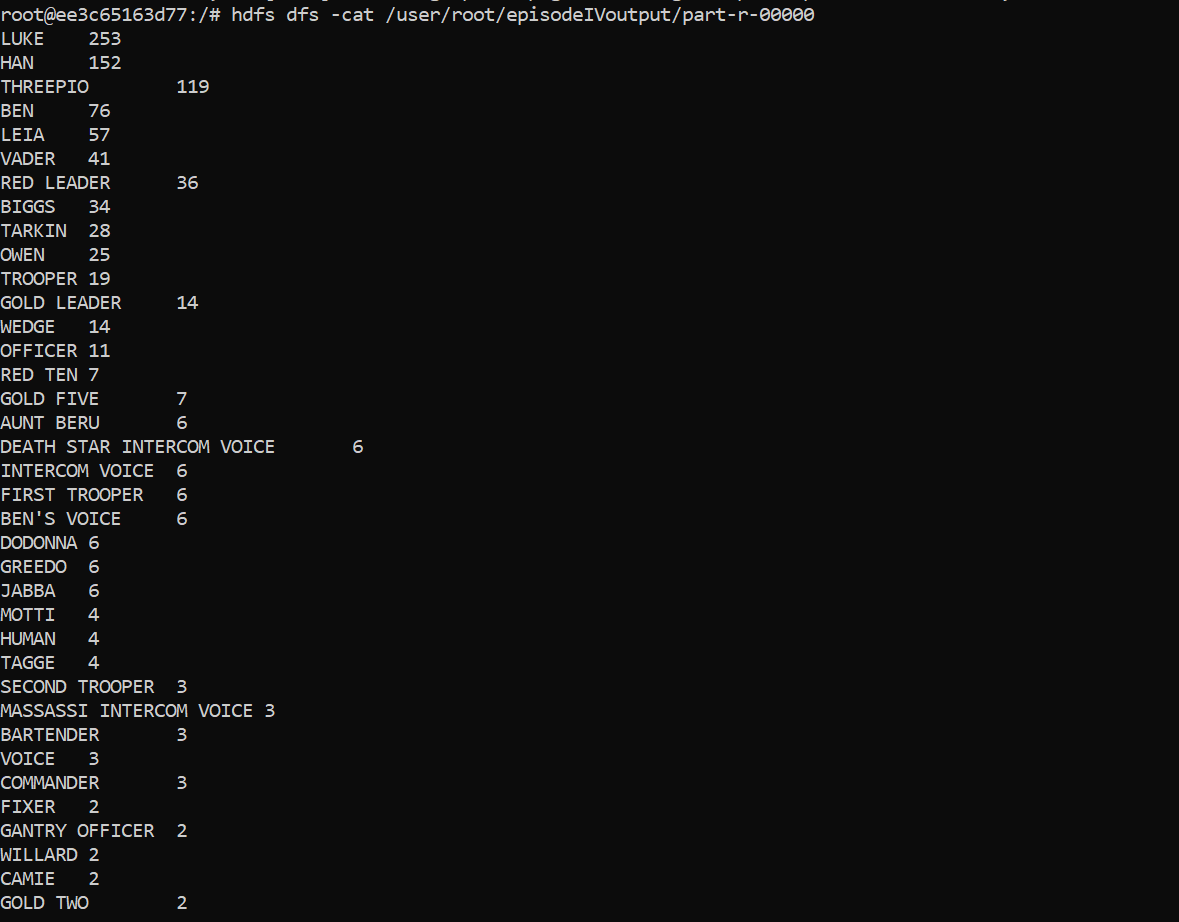 root@ee3c65163d77:/# hdfs dfs -cat /user/root/episodeIVoutput/part-r-00000
LUKE	253
HAN	152
THREEPIO	119
BEN	76
LEIA	57
VADER	41
RED LEADER	36
BIGGS	34
TARKIN	28
OWEN	25
TROOPER	19
GOLD LEADER	14
WEDGE	14
OFFICER	11
RED TEN	7
GOLD FIVE	7
AUNT BERU	6
DEATH STAR INTERCOM VOICE	6
INTERCOM VOICE	6
FIRST TROOPER	6
BEN'S VOICE	6
DODONNA	6
GREEDO	6
JABBA	6
MOTTI	4
HUMAN	4
TAGGE	4
SECOND TROOPER	3
MASSASSI INTERCOM VOICE	3
BARTENDER	3
VOICE	3
COMMANDER	3
FIXER	2
GANTRY OFFICER	2
WILLARD	2
CAMIE	2
GOLD TWO	2